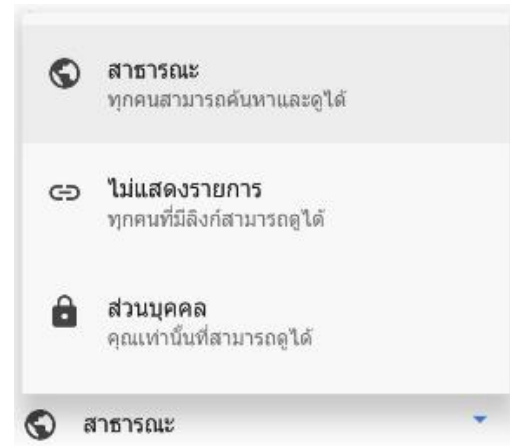 สาธารณะ
ทุกคนสามารถค้นหาและดูได้
ไม่แสดงรายการ
ทุกคนที่มีลิงก์สามารถดูได้
ส่วนบุคคล
คุณเท่านั้นที่สามารถดูได้
สาธารณะ